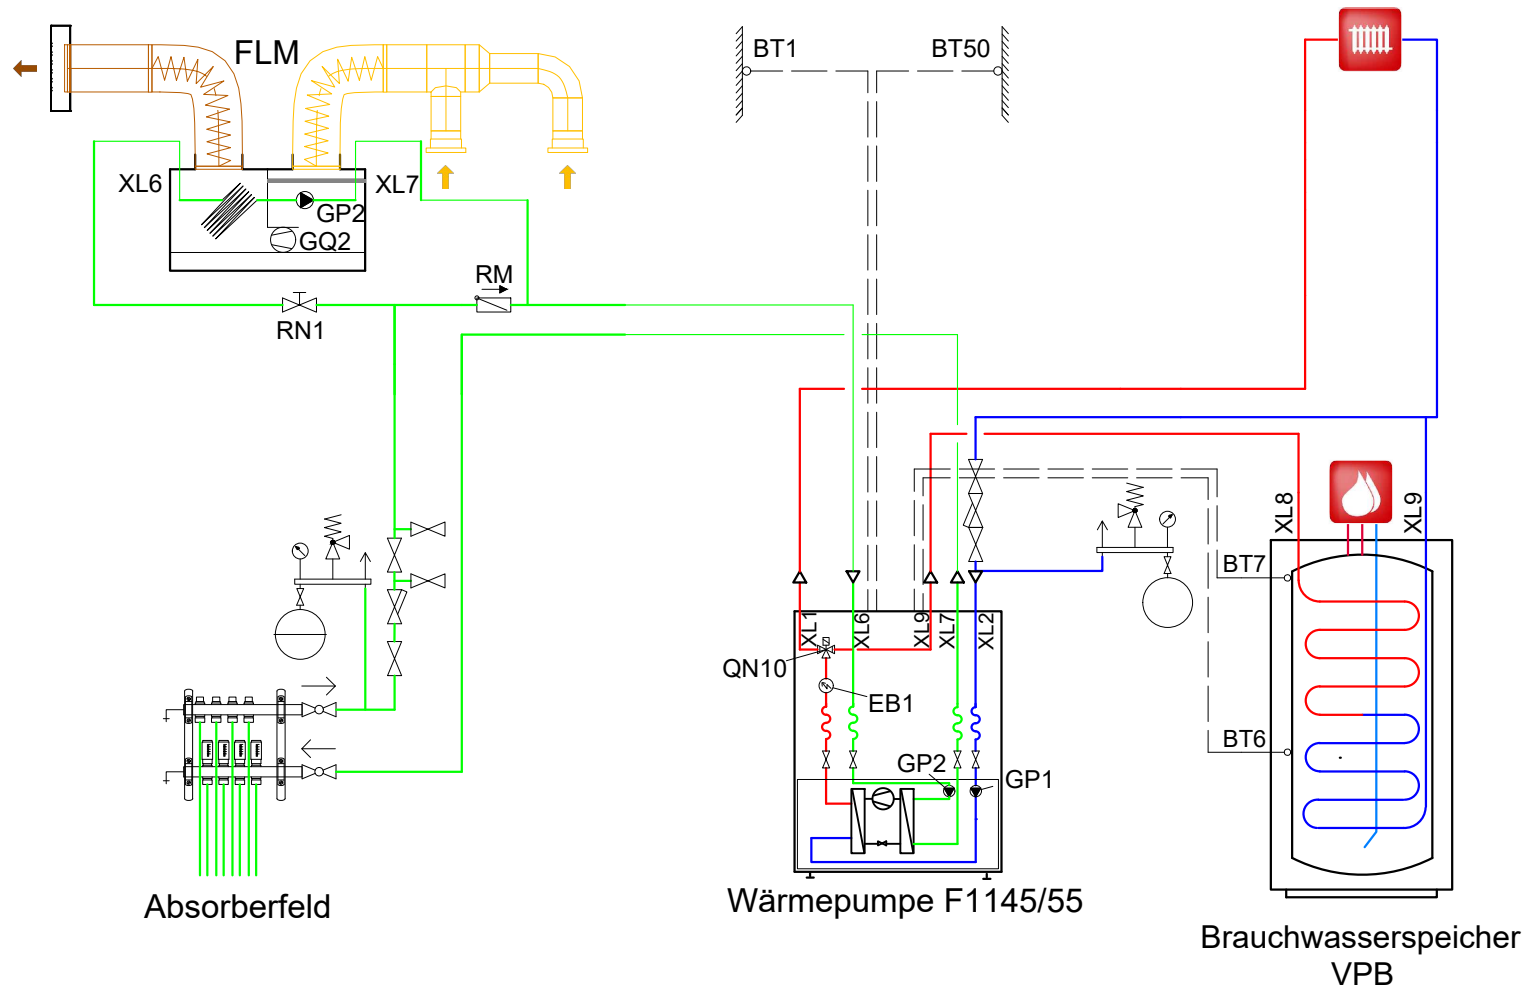 FLM
BT1
BT50
XL6
XL7
GP2
GQ2
RM
RN1
XL8
XL9
BT7
XL1
XL6
XL9
XL7
XL2
QN10
EB1
BT6
GP2
GP1
Absorberfeld
Wärmepumpe F1145/55
Brauchwasserspeicher
VPB